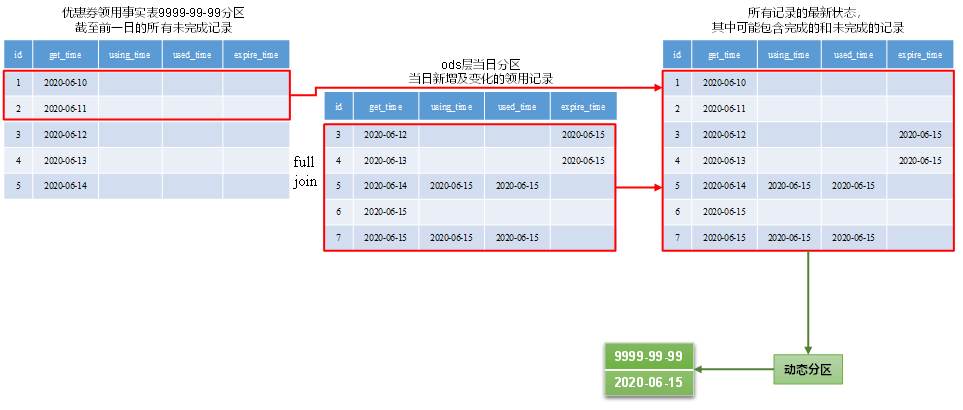 优惠券领用事实表9999-99-99分区
截至前一日的所有未完成记录
id get_time using_time used_time expire_time
1 2020-06-10
2 2020-06-11
3 2020-06-12
4 2020-06-13
5 2020-06-14
full
join
ods层当日分区
当日新增及变化的领用记录
id get_time using_time used_time expire_time
3 2020-06-12 2020-06-15
4 2020-06-13 2020-06-15
5 2020-06-14 2020-06-15 2020-06-15
6 2020-06-15
7 2020-06-15 2020-06-15 2020-06-15
所有记录的最新状态,
其中可能包含完成的和未完成的记录
id get_time using_time used_time expire_time
1 2020-06-10
2 2020-06-11
3 2020-06-12 2020-06-15
4 2020-06-13 2020-06-15
5 2020-06-14 2020-06-15 2020-06-15
6 2020-06-15
7 2020-06-15 2020-06-15 2020-06-15
9999-99-99
2020-06-15
动态分区